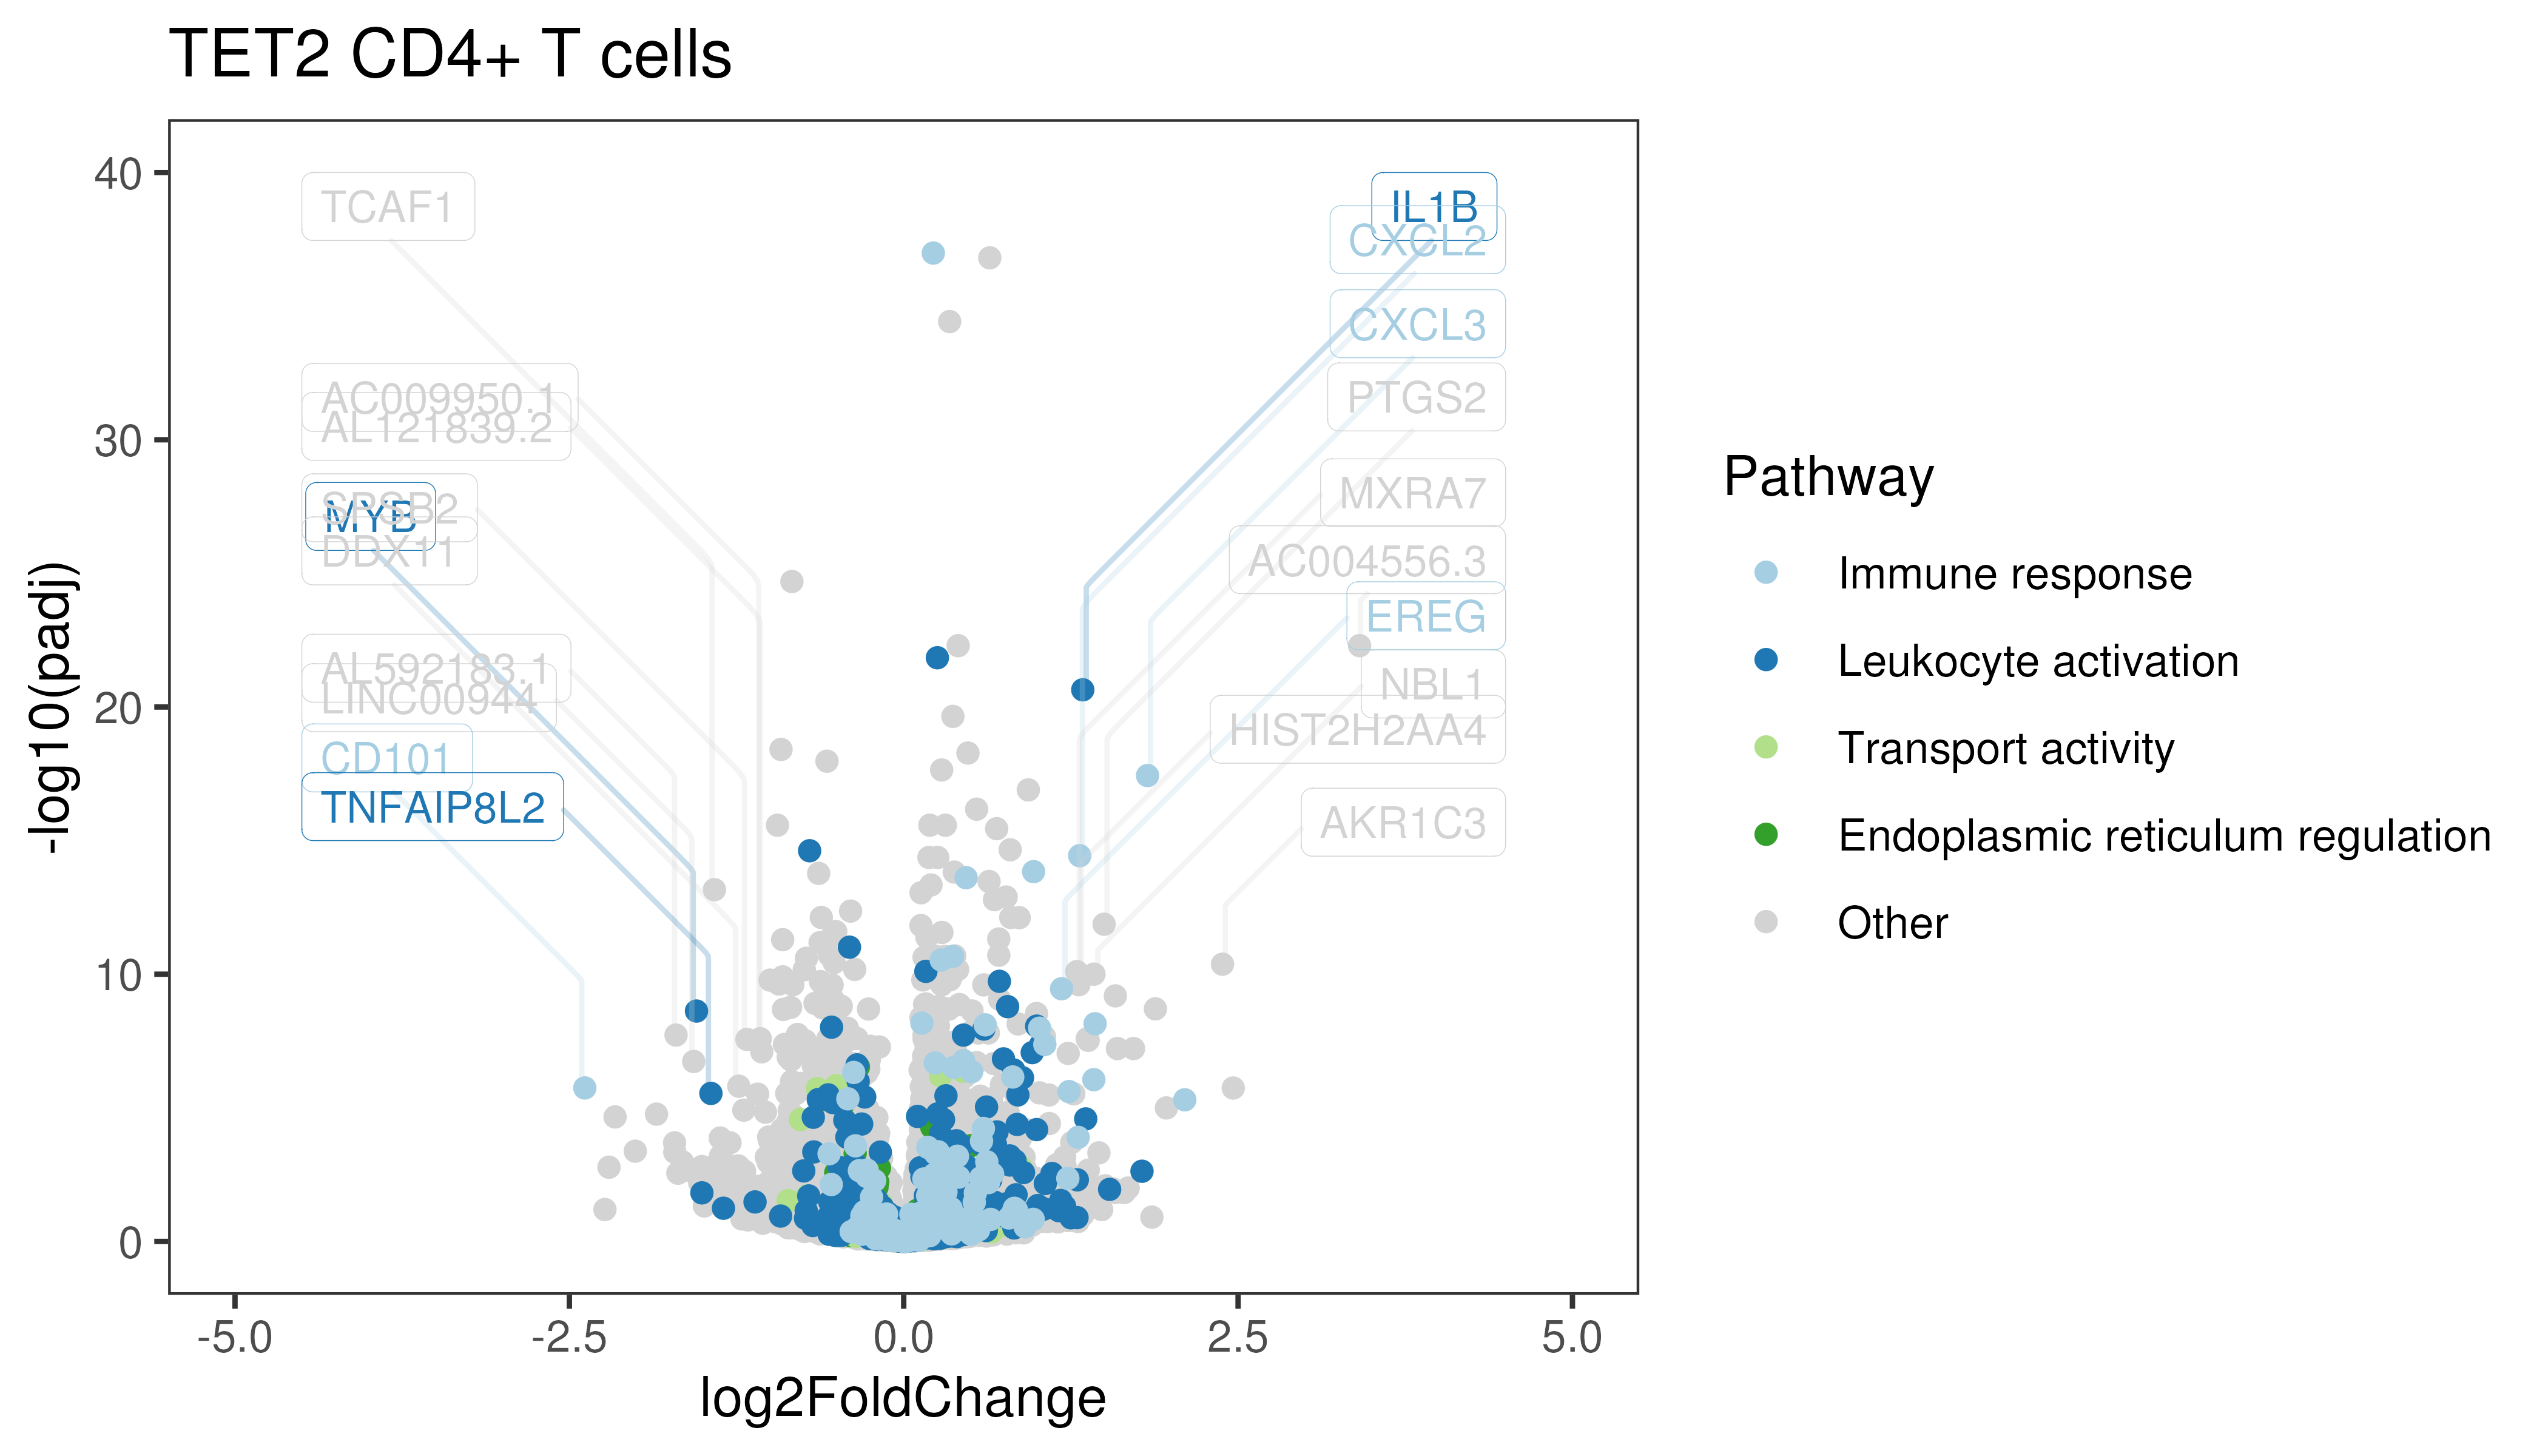 TET2 CD4+ T cells
-log10(padj)
40
30
20
10
0
TCAF1
AC009950.1
AL121839.2
SPSB2
MYB
DDX11
AL592183.1
LINC00944
CD101
TNFAIP8L2
IL1B
CXCL2
CXCL3
PTGS2
MXRA7
AC004556.3
EREG
NBL1
HIST2H2AA4
AKR1C3
-5.0
-2.5
0.0
2.5
5.0
log2FoldChange
Pathway
Immune response
Leukocyte activation
Transport activity
Endoplasmic reticulum regulation
Other